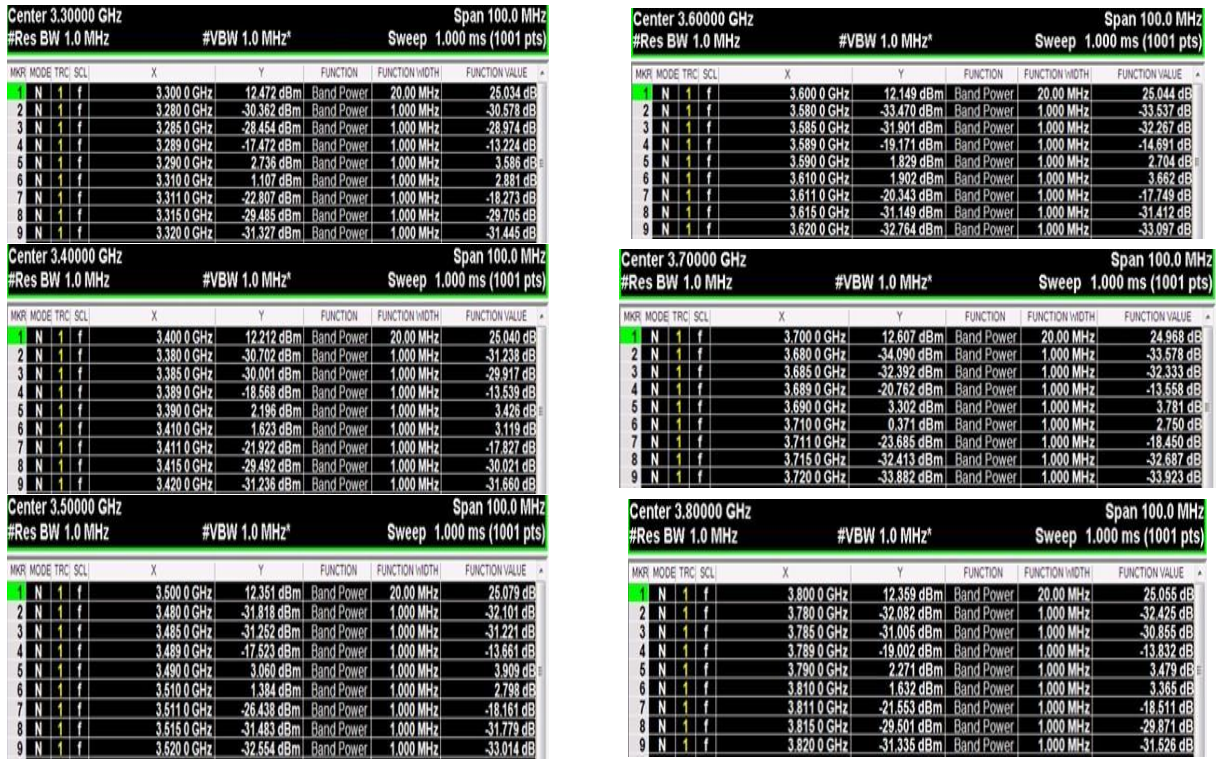 Center 3.30000 GHz Span 100.0 MHz
#Res BW 1.0 MHz #VBW 1.0 MHz* Sweep 1.000 ms (1001 pts)
MKR MODE TRC SCL X Y FUNCTION FUNCTION WIDTH FUNCTION VALUE
1 N 1 f 3.300 0 GHz 12.472 dBm Band Power 20.00 MHz 25.034 dB
2 N 1 f 3.280 0 GHz -30.362 dBm Band Power 1.000 MHz -30.578 dB
3 N 1 f 3.285 0 GHz -28.454 dBm Band Power 1.000 MHz -28.974 dB
4 N 1 f 3.289 0 GHz -17.472 dBm Band Power 1.000 MHz -13.224 dB
5 N 1 f 3.290 0 GHz 2.736 dBm Band Power 1.000 MHz 3.586 dB
6 N 1 f 3.310 0 GHz 1.107 dBm Band Power 1.000 MHz 2.881 dB
7 N 1 f 3.311 0 GHz -22.807 dBm Band Power 1.000 MHz -18.273 dB
8 N 1 f 3.315 0 GHz -29.485 dBm Band Power 1.000 MHz -29.705 dB
9 N 1 f 3.320 0 GHz -31.327 dBm Band Power 1.000 MHz -31.445 dB
Center 3.40000 GHz Span 100.0 MHz
#Res BW 1.0 MHz #VBW 1.0 MHz* Sweep 1.000 ms (1001 pts)
MKR MODE TRC SCL X Y FUNCTION FUNCTION WIDTH FUNCTION VALUE
1 N 1 f 3.400 0 GHz 12.212 dBm Band Power 20.00 MHz 25.040 dB
2 N 1 f 3.380 0 GHz -30.702 dBm Band Power 1.000 MHz -31.238 dB
3 N 1 f 3.385 0 GHz -30.001 dBm Band Power 1.000 MHz -29.917 dB
4 N 1 f 3.389 0 GHz -18.568 dBm Band Power 1.000 MHz -13.539 dB
5 N 1 f 3.390 0 GHz 2.196 dBm Band Power 1.000 MHz 3.426 dB
6 N 1 f 3.410 0 GHz 1.623 dBm Band Power 1.000 MHz 3.119 dB
7 N 1 f 3.411 0 GHz -21.922 dBm Band Power 1.000 MHz -17.827 dB
8 N 1 f 3.415 0 GHz -29.492 dBm Band Power 1.000 MHz -30.021 dB
9 N 1 f 3.420 0 GHz -31.236 dBm Band Power 1.000 MHz -31.660 dB
Center 3.50000 GHz Span 100.0 MHz
#Res BW 1.0 MHz #VBW 1.0 MHz* Sweep 1.000 ms (1001 pts)
MKR MODE TRC SCL X Y FUNCTION FUNCTION WIDTH FUNCTION VALUE
1 N 1 f 3.500 0 GHz 12.351 dBm Band Power 20.00 MHz 25.079 dB
2 N 1 f 3.480 0 GHz -31.818 dBm Band Power 1.000 MHz -32.101 dB
3 N 1 f 3.485 0 GHz -31.252 dBm Band Power 1.000 MHz -31.221 dB
4 N 1 f 3.489 0 GHz -17.523 dBm Band Power 1.000 MHz -13.661 dB
5 N 1 f 3.490 0 GHz 3.060 dBm Band Power 1.000 MHz 3.909 dB
6 N 1 f 3.510 0 GHz 1.384 dBm Band Power 1.000 MHz 2.798 dB
7 N 1 f 3.511 0 GHz -26.438 dBm Band Power 1.000 MHz -18.161 dB
8 N 1 f 3.515 0 GHz -31.483 dBm Band Power 1.000 MHz -31.779 dB
9 N 1 f 3.520 0 GHz -32.554 dBm Band Power 1.000 MHz -33.014 dB
Center 3.60000 GHz Span 100.0 MHz
#Res BW 1.0 MHz #VBW 1.0 MHz* Sweep 1.000 ms (1001 pts)
MKR MODE TRC SCL X Y FUNCTION FUNCTION WIDTH FUNCTION VALUE
1 N 1 f 3.600 0 GHz 12.149 dBm Band Power 20.00 MHz 25.044 dB
2 N 1 f 3.580 0 GHz -33.470 dBm Band Power 1.000 MHz -33.537 dB
3 N 1 f 3.585 0 GHz -31.901 dBm Band Power 1.000 MHz -32.267 dB
4 N 1 f 3.589 0 GHz -19.171 dBm Band Power 1.000 MHz -14.691 dB
5 N 1 f 3.590 0 GHz 1.829 dBm Band Power 1.000 MHz 2.704 dB
6 N 1 f 3.610 0 GHz 1.902 dBm Band Power 1.000 MHz 3.662 dB
7 N 1 f 3.611 0 GHz -20.343 dBm Band Power 1.000 MHz -17.749 dB
8 N 1 f 3.615 0 GHz -31.149 dBm Band Power 1.000 MHz -31.412 dB
9 N 1 f 3.620 0 GHz -32.764 dBm Band Power 1.000 MHz -33.097 dB
Center 3.70000 GHz Span 100.0 MHz
#Res BW 1.0 MHz #VBW 1.0 MHz* Sweep 1.000 ms (1001 pts)
MKR MODE TRC SCL X Y FUNCTION FUNCTION WIDTH FUNCTION VALUE
1 N 1 f 3.700 0 GHz 12.607 dBm Band Power 20.00 MHz 24.968 dB
2 N 1 f 3.680 0 GHz -34.090 dBm Band Power 1.000 MHz -33.578 dB
3 N 1 f 3.685 0 GHz -32.392 dBm Band Power 1.000 MHz -32.333 dB
4 N 1 f 3.689 0 GHz -20.762 dBm Band Power 1.000 MHz -13.558 dB
5 N 1 f 3.690 0 GHz 3.302 dBm Band Power 1.000 MHz 3.781 dB
6 N 1 f 3.710 0 GHz 0.371 dBm Band Power 1.000 MHz 2.750 dB
7 N 1 f 3.711 0 GHz -23.685 dBm Band Power 1.000 MHz -18.450 dB
8 N 1 f 3.715 0 GHz -32.413 dBm Band Power 1.000 MHz -32.687 dB
9 N 1 f 3.720 0 GHz -33.882 dBm Band Power 1.000 MHz -33.923 dB
Center 3.80000 GHz Span 100.0 MHz
#Res BW 1.0 MHz #VBW 1.0 MHz* Sweep 1.000 ms (1001 pts)
MKR MODE TRC SCL X Y FUNCTION FUNCTION WIDTH FUNCTION VALUE
1 N 1 f 3.800 0 GHz 12.359 dBm Band Power 20.00 MHz 25.055 dB
2 N 1 f 3.780 0 GHz -32.082 dBm Band Power 1.000 MHz -32.425 dB
3 N 1 f 3.785 0 GHz -31.005 dBm Band Power 1.000 MHz -30.855 dB
4 N 1 f 3.789 0 GHz -19.002 dBm Band Power 1.000 MHz -13.832 dB
5 N 1 f 3.790 0 GHz 2.271 dBm Band Power 1.000 MHz 3.479 dB
6 N 1 f 3.810 0 GHz 1.632 dBm Band Power 1.000 MHz 3.365 dB
7 N 1 f 3.811 0 GHz -21.553 dBm Band Power 1.000 MHz -18.511 dB
8 N 1 f 3.815 0 GHz -29.501 dBm Band Power 1.000 MHz -29.871 dB
9 N 1 f 3.820 0 GHz -31.335 dBm Band Power 1.000 MHz -31.526 dB